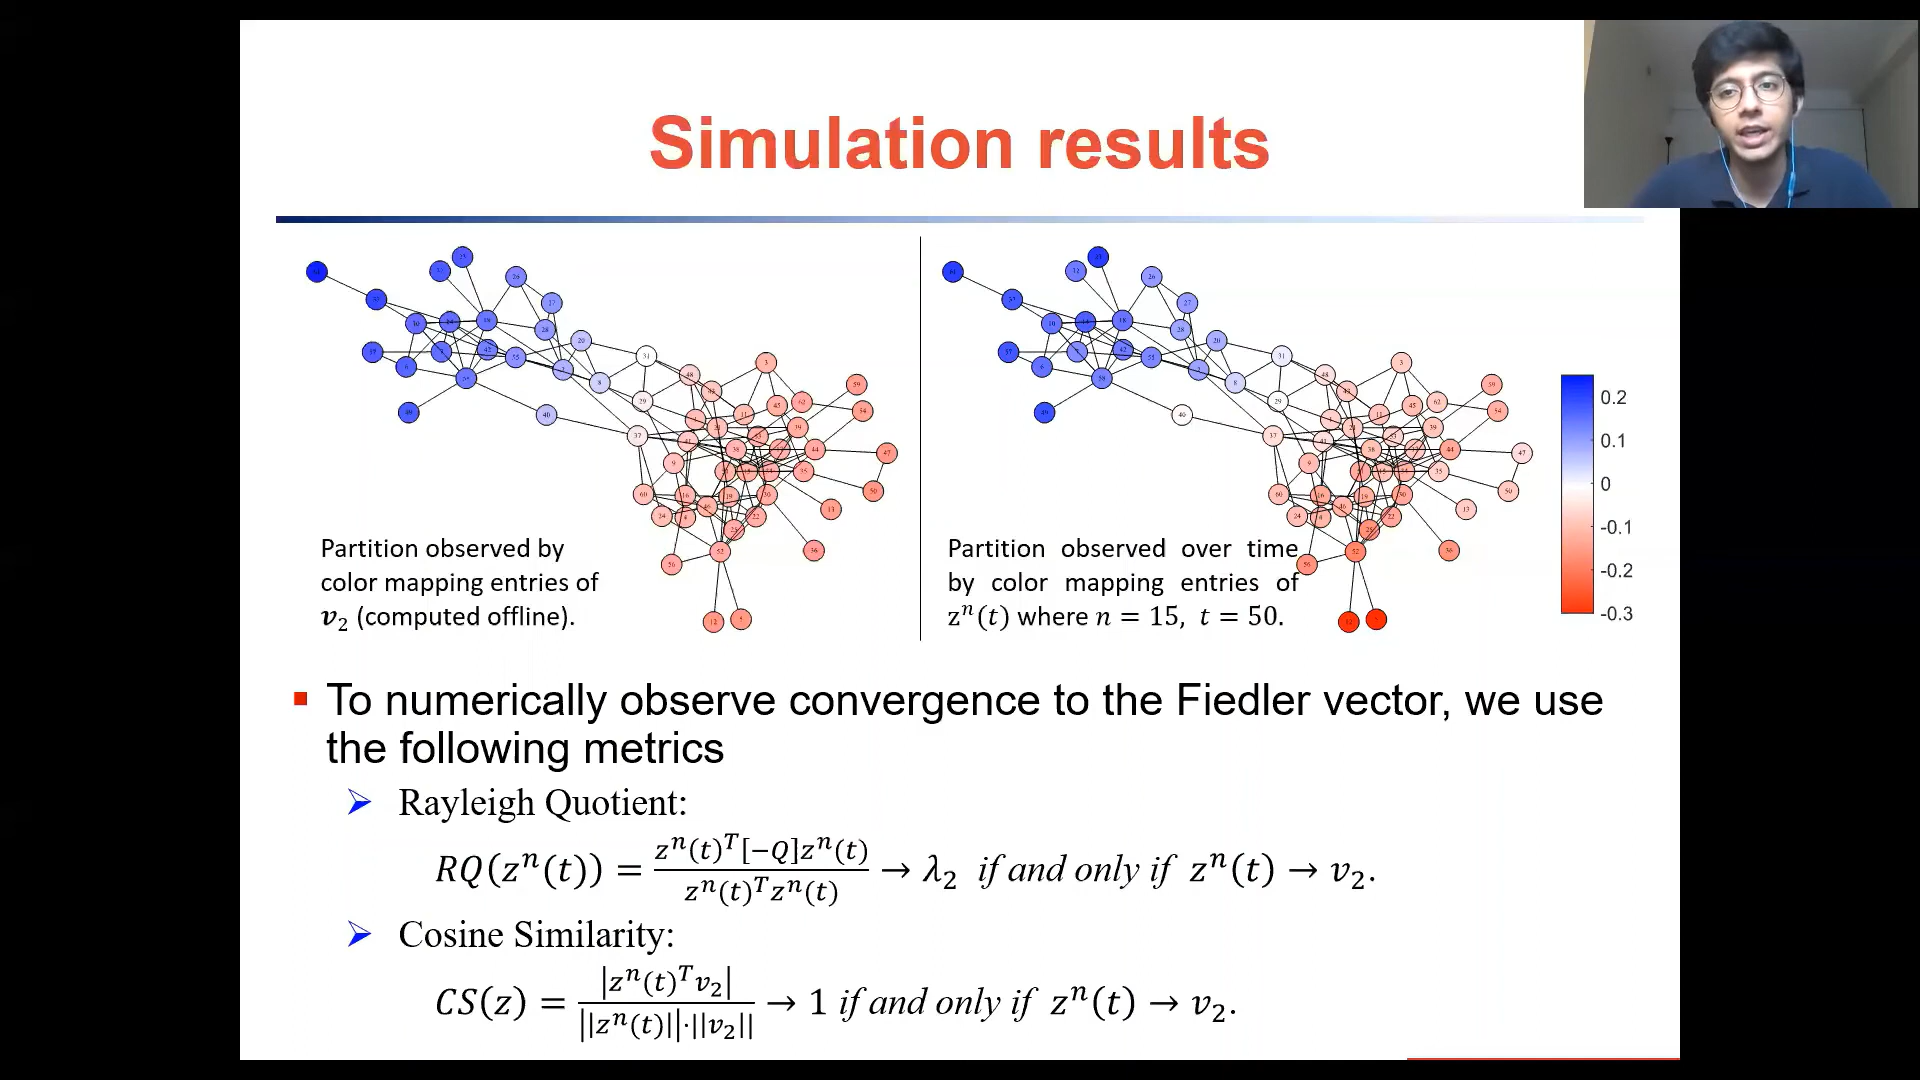 Simulation results
Partition observed by
color mapping entries of
𝒗₂ (computed offline).
Partition observed over time
by color mapping entries of
zⁿ(t) where n = 15, t = 50.
0.2
0.1
0
-0.1
-0.2
-0.3
To numerically observe convergence to the Fiedler vector, we use
the following metrics
Rayleigh Quotient:
RQ(zⁿ(t)) = zⁿ(t)ᵀ[−Q]zⁿ(t) / zⁿ(t)ᵀzⁿ(t) → λ₂ if and only if zⁿ(t) → v₂.
Cosine Similarity:
CS(z) = |zⁿ(t)ᵀv₂| / ||zⁿ(t)||·||v₂|| → 1 if and only if zⁿ(t) → v₂.